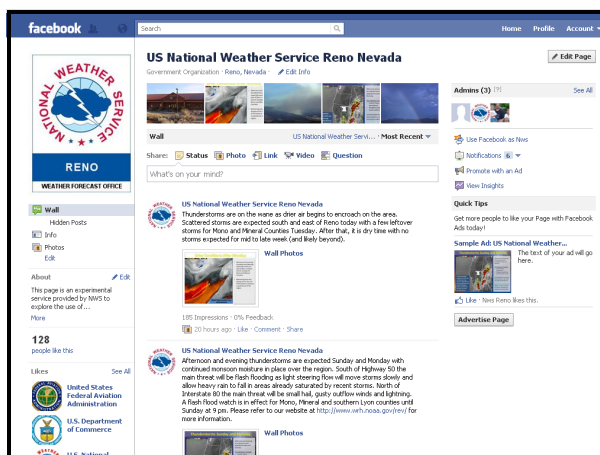 facebook
Search
Home Profile Account
NATIONAL WEATHER SERVICE
RENO
WEATHER FORECAST OFFICE
US National Weather Service Reno Nevada
Government Organization · Reno, Nevada · Edit Info
Edit Page
Wall
US National Weather Servi... · Most Recent
Share: Status Photo Link Video Question
What's on your mind?
Wall
Hidden Posts
Info
Photos
Edit
About
Edit
This page is an experimental
service provided by NWS to
explore the use of...
More
128
people like this
Likes
See All
United States
Federal Aviation
Administration
U.S. Department
of Commerce
U.S. National
US National Weather Service Reno Nevada
Thunderstorms are on the wane as drier air begins to encroach on the area.
Scattered storms are expected south and east of Reno today with a few leftover
storms for Mono and Mineral Counties Tuesday. After that, it is dry time with no
storms expected for mid to late week (and likely beyond).
Wall Photos
185 Impressions · 0% Feedback
20 hours ago · Like · Comment · Share
US National Weather Service Reno Nevada
Afternoon and evening thunderstorms are expected Sunday and Monday with
continued monsoon moisture in place over the region. South of Highway 50 the
main threat will be flash flooding as light steering flow will move storms slowly and
allow heavy rain to fall in areas already saturated by recent storms. North of
Interstate 80 the main threat will be small hail, gusty outflow winds and lightning.
A flash flood watch is in effect for Mono, Mineral and southern Lyon counties until
Sunday at 9 pm. Please refer to our website at http://www.wrh.noaa.gov/rev/ for
more information.
Wall Photos
Admins (3) [?]
See All
Use Facebook as Nws
Notifications 6
Promote with an Ad
View Insights
Quick Tips
Get more people to like your Page with Facebook
Ads today!
Sample Ad: US National Weather...
The text of your ad will go
here.
Like · Nws Reno likes this.
Advertise Page